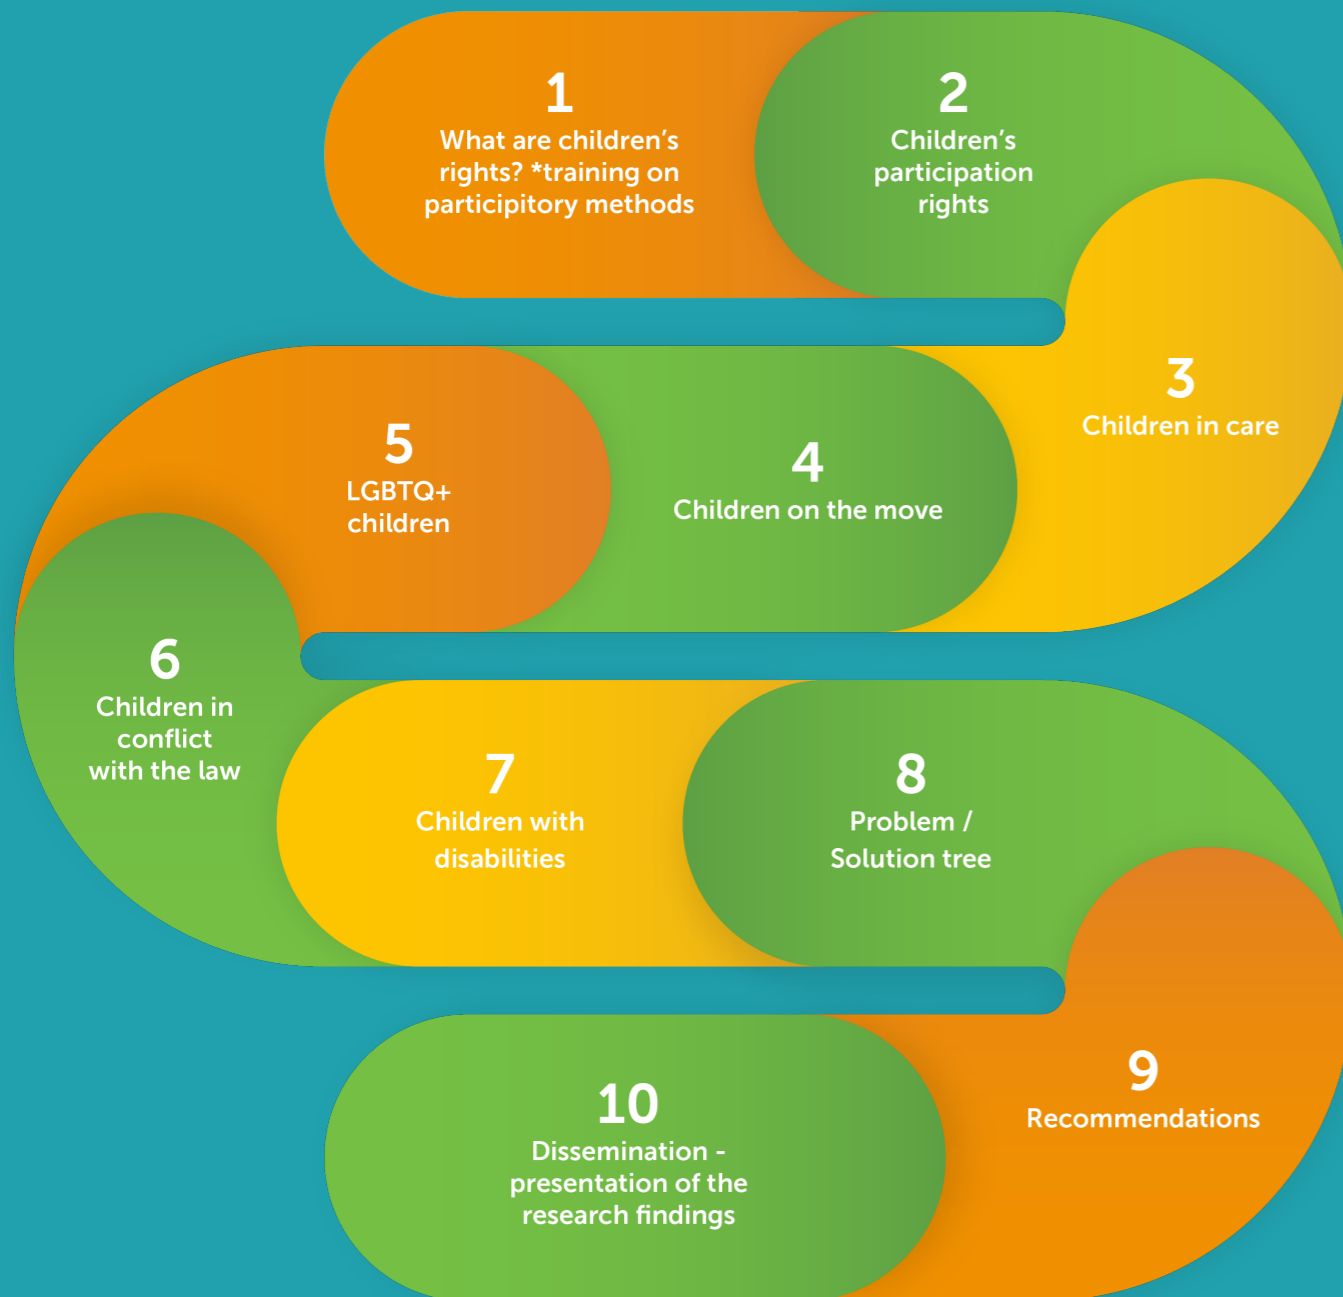 1
What are children's
rights? *training on
participitory methods
2
Children's
participation
rights
3
Children in care
4
Children on the move
5
LGBTQ+
children
6
Children in
conflict
with the law
7
Children with
disabilities
8
Problem /
Solution tree
9
Recommendations
10
Dissemination -
presentation of the
research findings